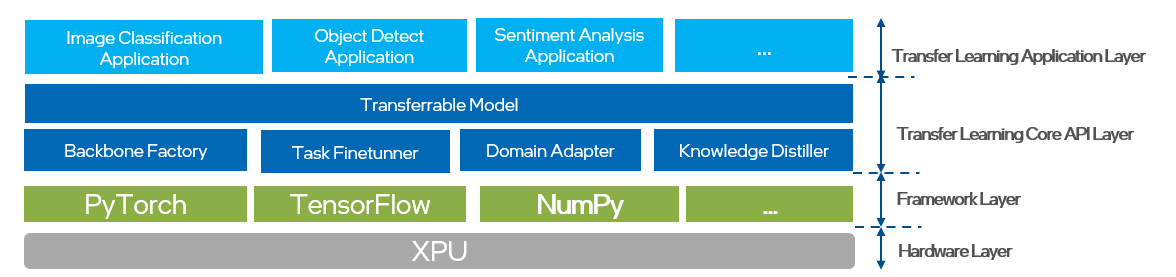 Image Classification
Application
Object Detect
Application
Sentiment Analysis
Application
...
Transfer Learning Application Layer
Transferrable Model
Backbone Factory
Task Finetunner
Domain Adapter
Knowledge Distiller
Transfer Learning Core API Layer
PyTorch
TensorFlow
NumPy
...
Framework Layer
XPU
Hardware Layer